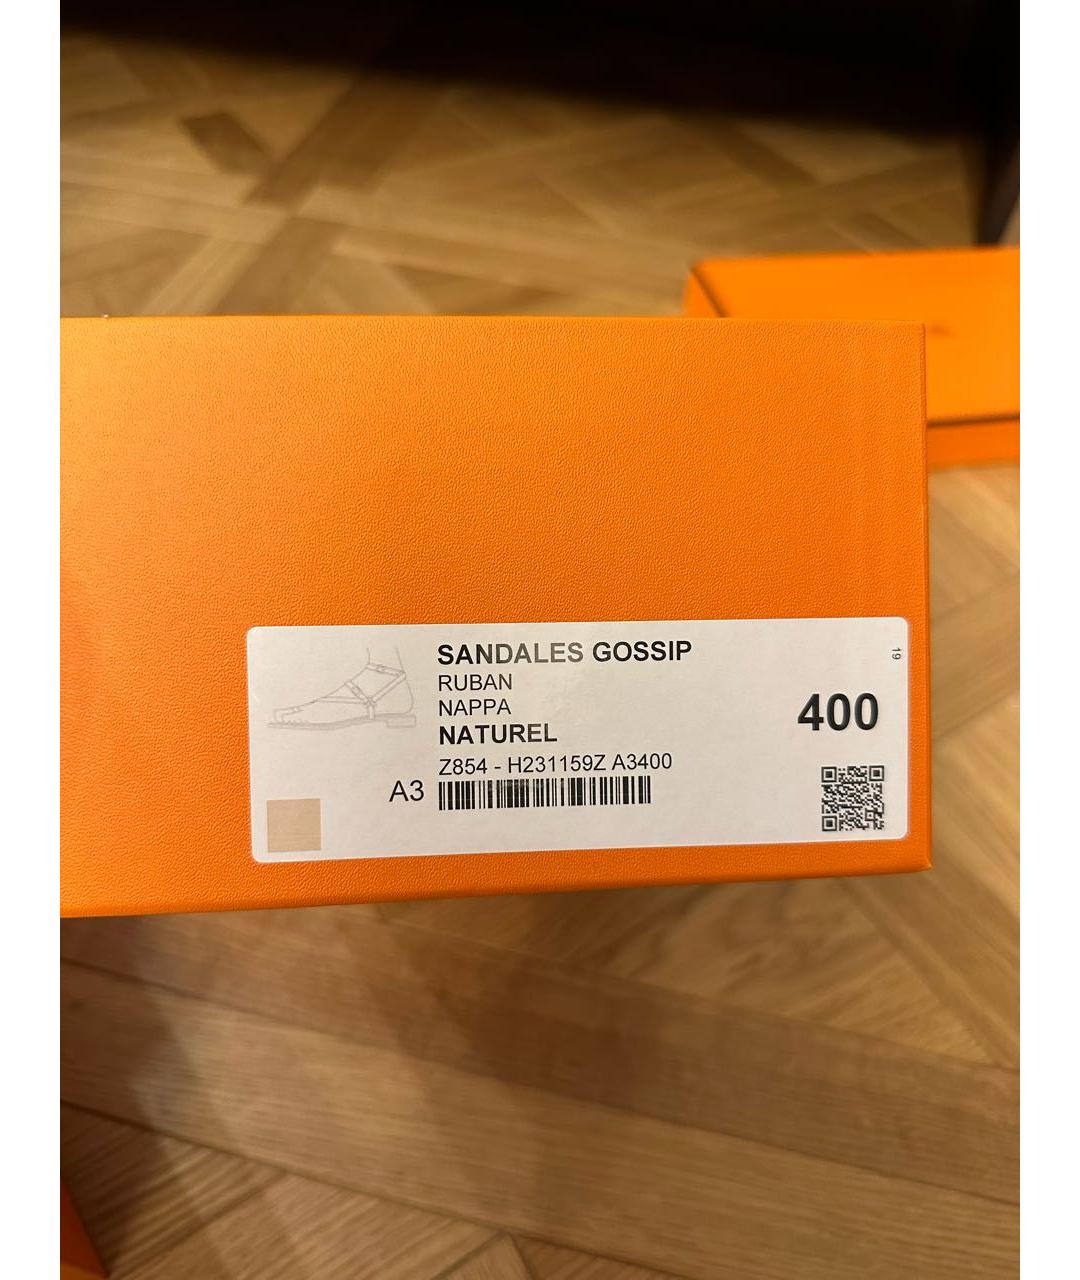 SANDALES GOSSIP
RUBAN
NAPPA
NATUREL
Z854 - H231159Z A3400
A3
400
19